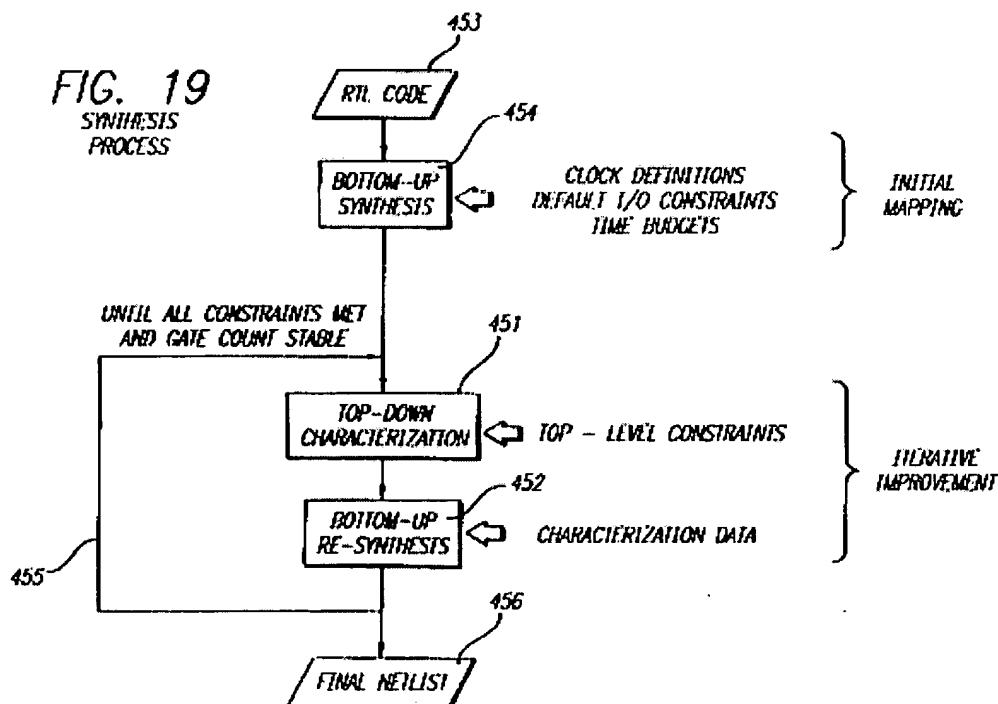 FIG. 19
SYNTHESIS
PROCESS
453
RTL CODE
454
BOTTOM-UP
SYNTHESIS
CLOCK DEFINITIONS
DEFAULT I/O CONSTRAINTS
TIME BUDGETS
INITIAL
MAPPING
UNTIL ALL CONSTRAINTS MET
AND GATE COUNT STABLE
451
TOP-DOWN
CHARACTERIZATION
TOP - LEVEL CONSTRAINTS
ITERATIVE
IMPROVEMENT
452
BOTTOM-UP
RE-SYNTHESIS
CHARACTERIZATION DATA
455
456
FINAL NETLIST